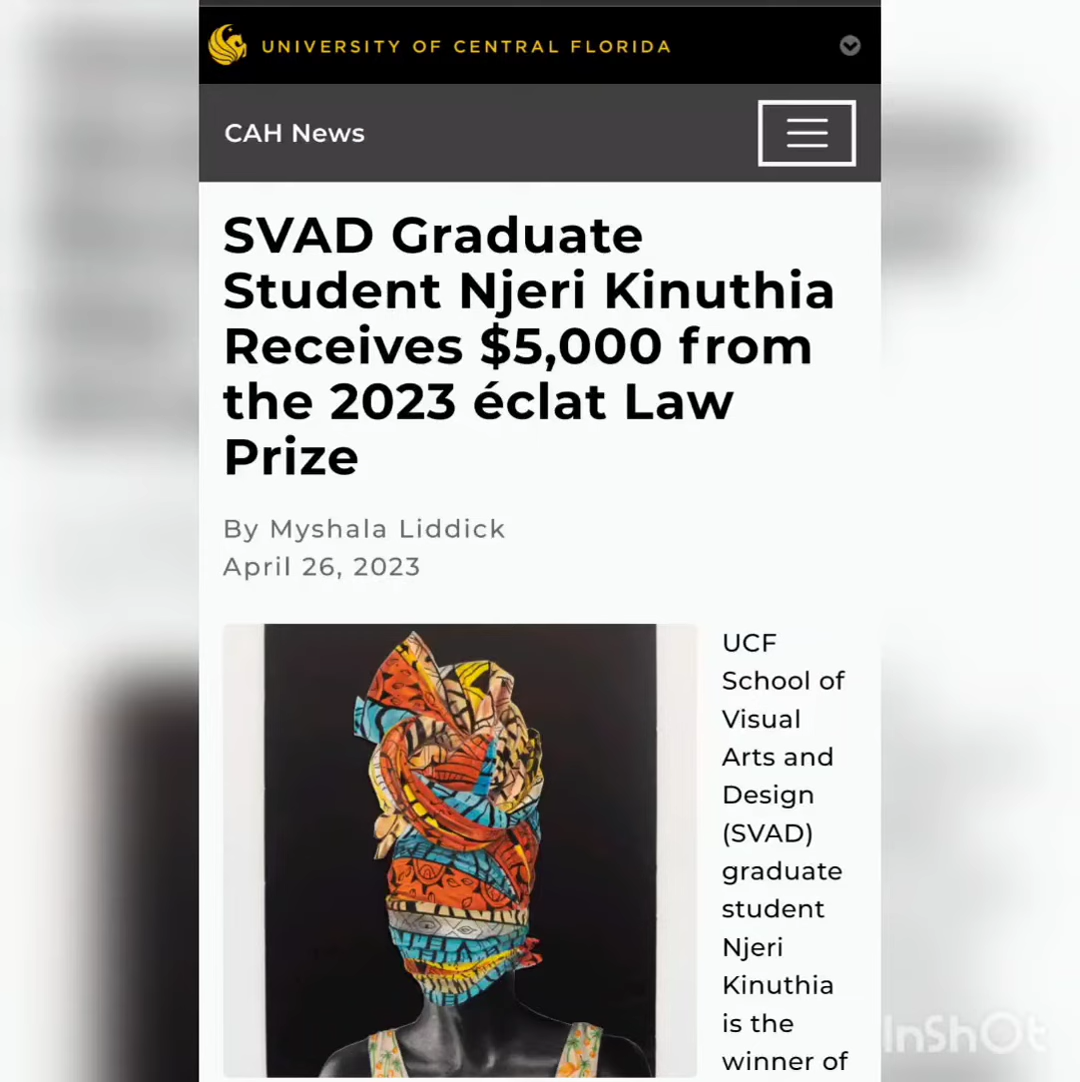 UNIVERSITY OF CENTRAL FLORIDA
CAH News
SVAD Graduate
Student Njeri Kinuthia
Receives $5,000 from
the 2023 éclat Law
Prize
By Myshala Liddick
April 26, 2023
UCF
School of
Visual
Arts and
Design
(SVAD)
graduate
student
Njeri
Kinuthia
is the
winner of
InShOt